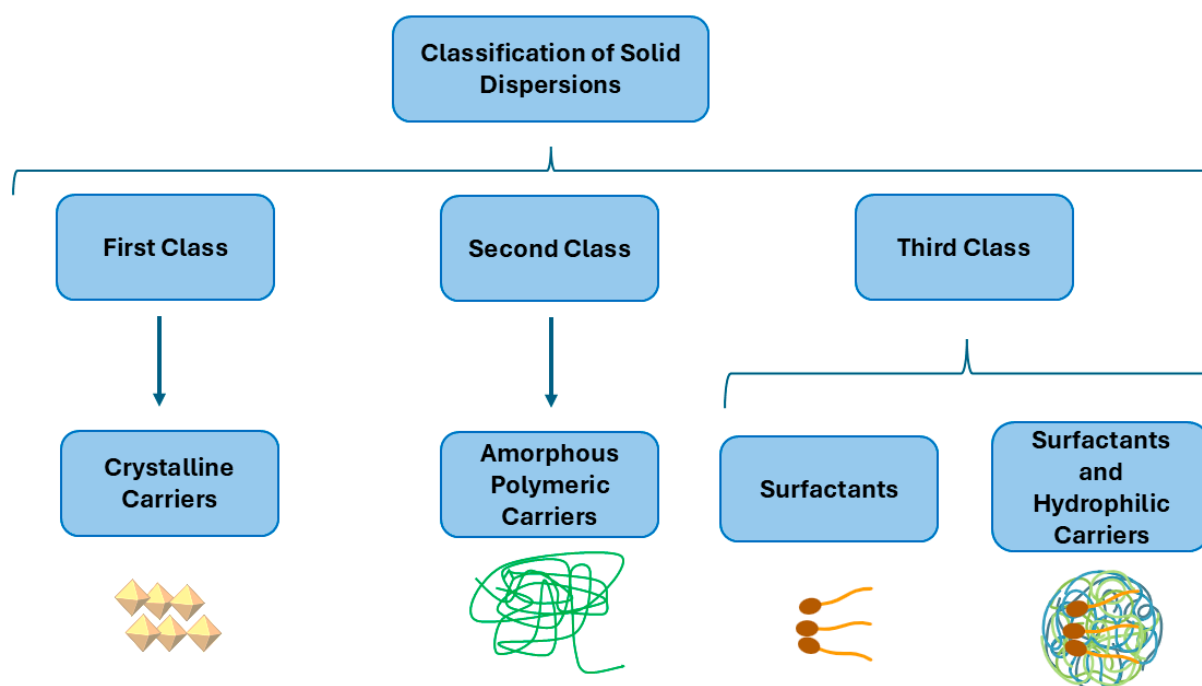 Classification of Solid
Dispersions
First Class
Second Class
Third Class
Crystalline
Carriers
Amorphous
Polymeric
Carriers
Surfactants
Surfactants
and
Hydrophilic
Carriers